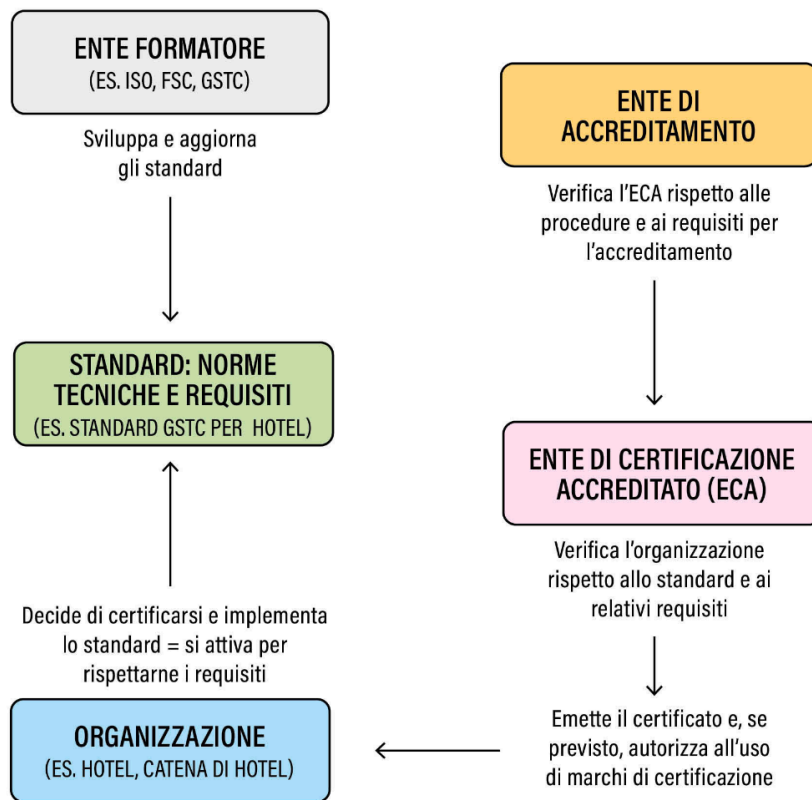 ENTE FORMATORE
(ES. ISO, FSC, GSTC)
Sviluppa e aggiorna
gli standard
STANDARD: NORME
TECNICHE E REQUISITI
(ES. STANDARD GSTC PER HOTEL)
Decide di certificarsi e implementa
lo standard = si attiva per
rispettarne i requisiti
ORGANIZZAZIONE
(ES. HOTEL, CATENA DI HOTEL)
ENTE DI
ACCREDITAMENTO
Verifica l'ECA rispetto alle
procedure e ai requisiti per
l'accreditamento
ENTE DI CERTIFICAZIONE
ACCREDITATO (ECA)
Verifica l'organizzazione
rispetto allo standard e ai
relativi requisiti
Emette il certificato e, se
previsto, autorizza all'uso
di marchi di certificazione